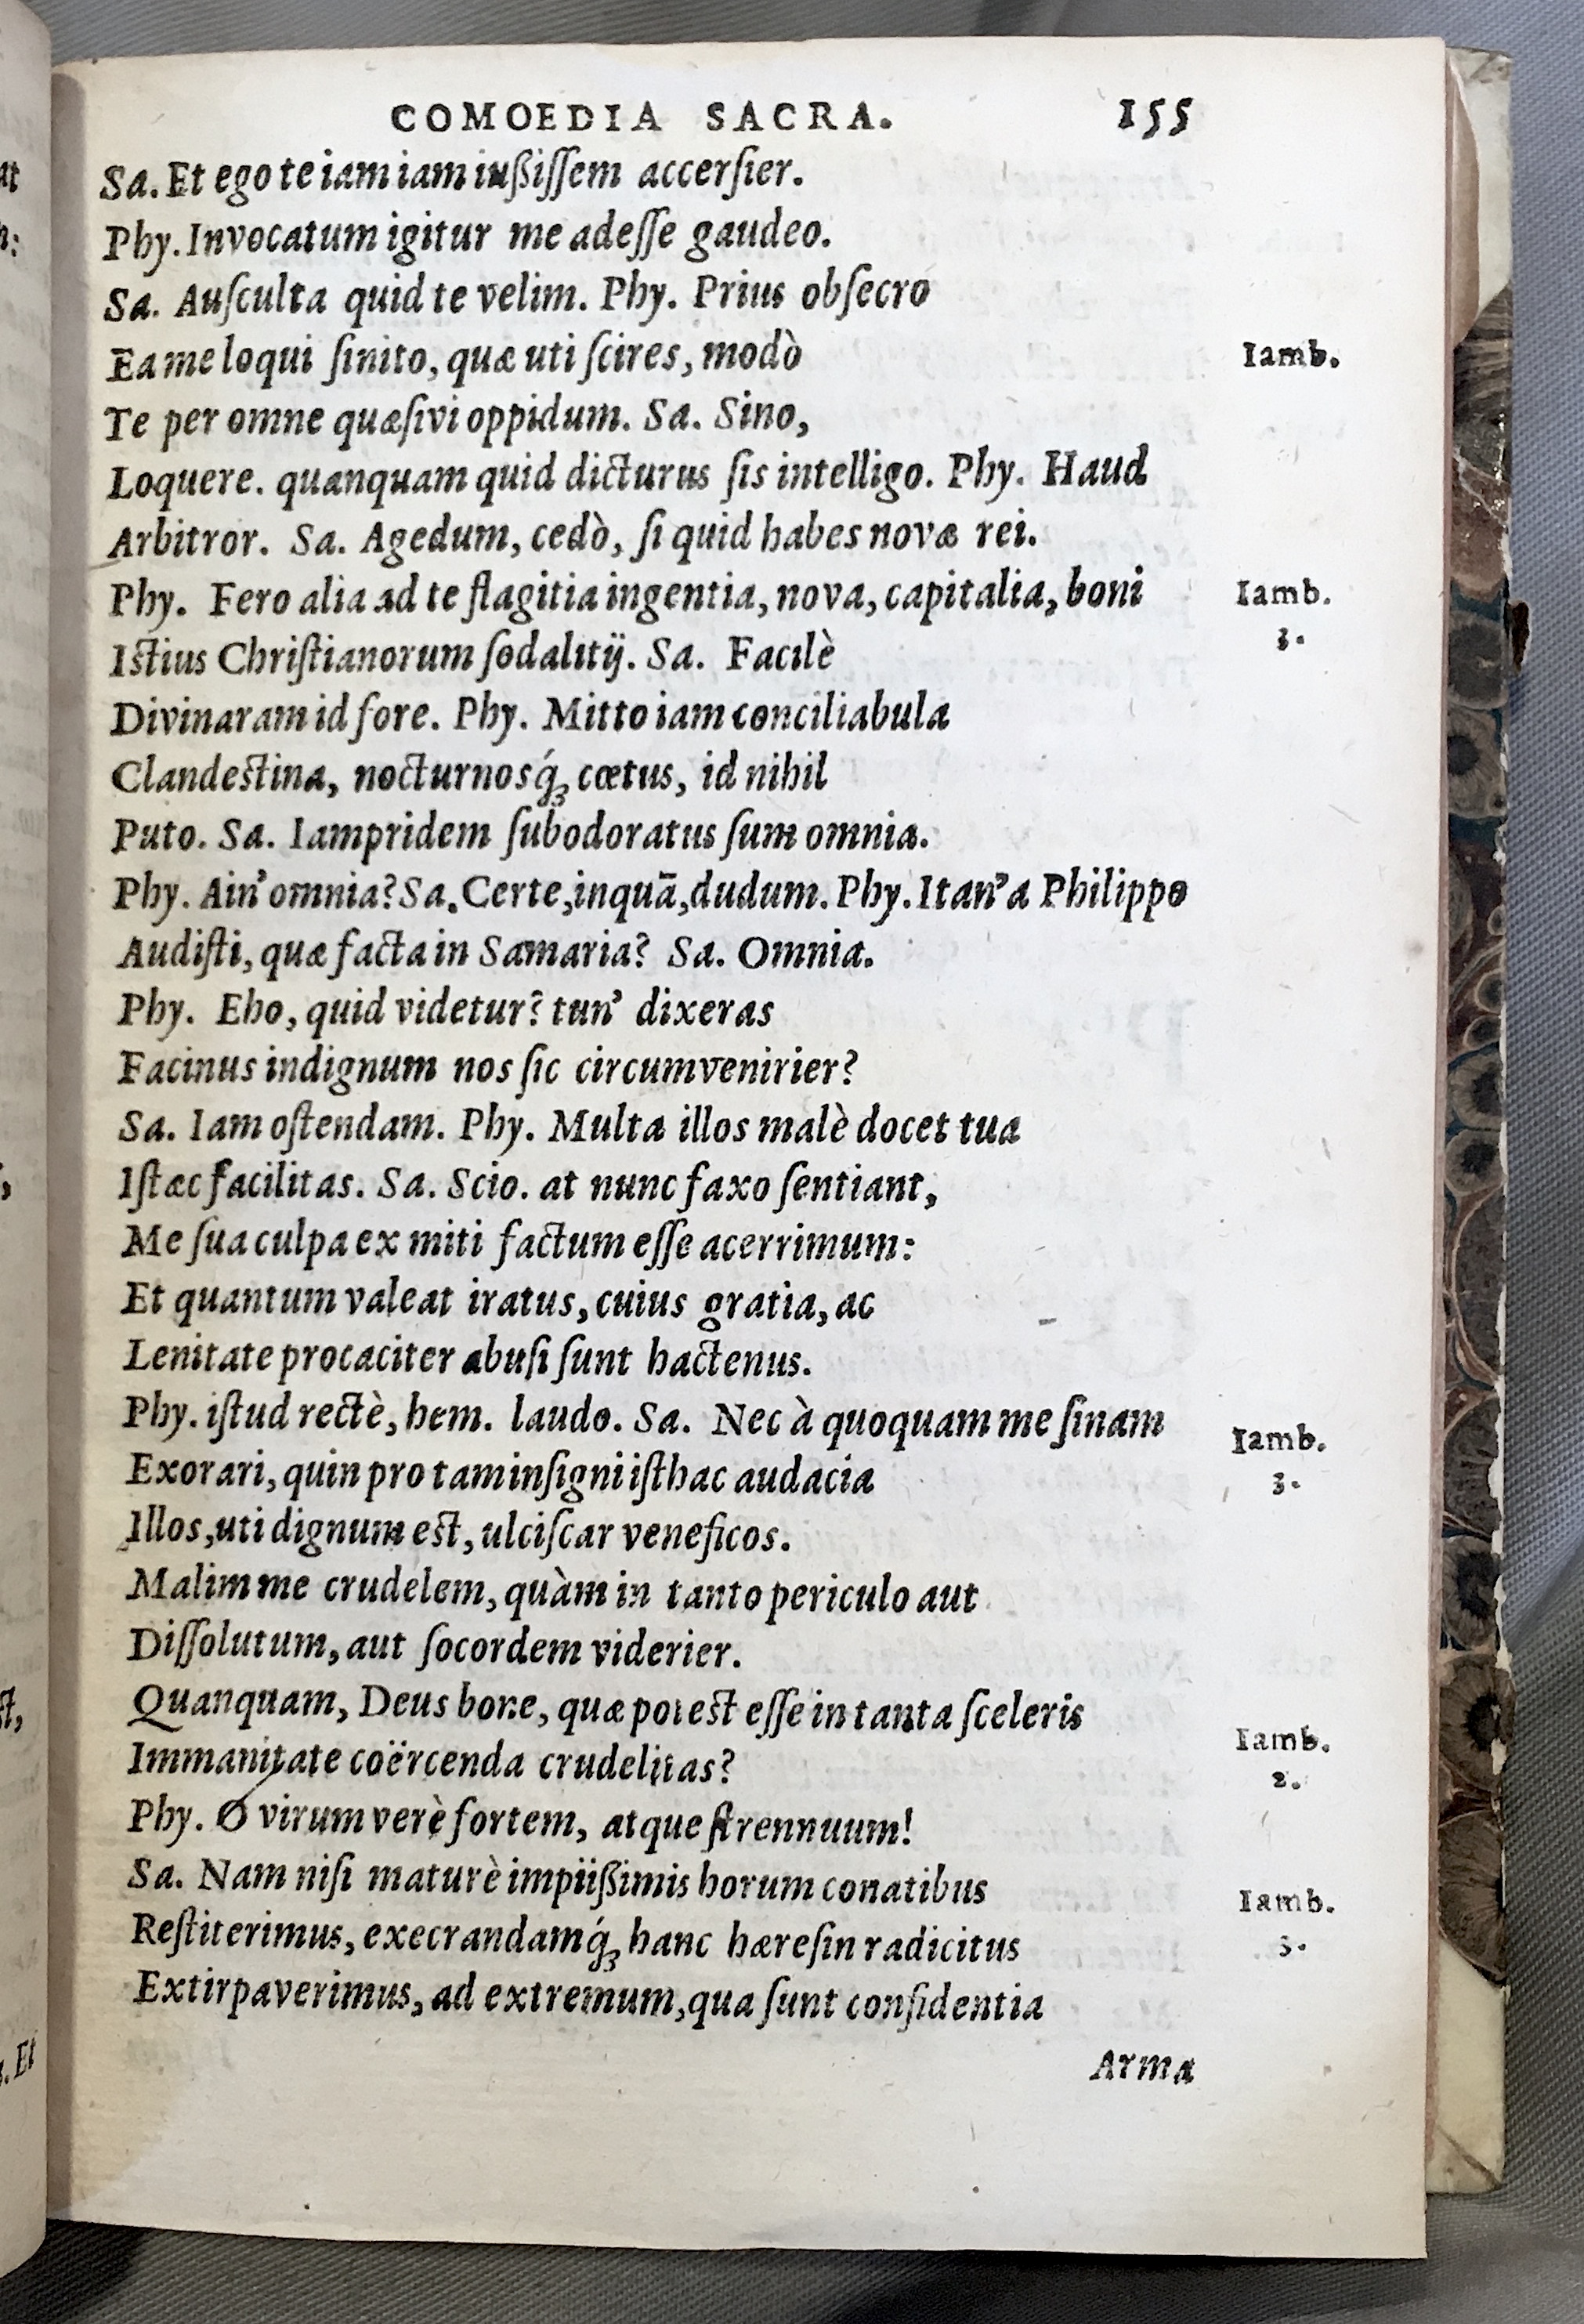 COMOEDIA SACRA. 155
Sa. Et ego te iam iam iußiſſem accerſier.
Phy. Invocatum igitur me adeſſe gaudeo.
Sa. Auſculta quid te velim. Phy. Prius obſecro
Ea me loqui ſinito, quæ uti ſcires, modò Iamb.
Te per omne quæſivi oppidum. Sa. Sino,
Loquere. quanquam quid dicturus ſis intelligo. Phy. Haud
Arbitror. Sa. Agedum, cedò, ſi quid habes novæ rei.
Phy. Fero alia ad te flagitia ingentia, nova, capitalia, boni Iamb.
3.
Iſtius Chriſtianorum ſodalitij. Sa. Facilè
Divinaram id fore. Phy. Mitto iam conciliabula
Clandeſtina, nocturnosq́ꝫ cœtus, id nihil
Puto. Sa. Iampridem ſubodoratus ſum omnia.
Phy. Ain' omnia? Sa. Certe, inquā, dudum. Phy. Itan' a Philippo
Audiſti, quæ facta in Samaria? Sa. Omnia.
Phy. Eho, quid videtur? tun' dixeras
Facinus indignum nos ſic circumvenirier?
Sa. Iam oſtendam. Phy. Multa illos malè docet tua
Iſtæc facilitas. Sa. Scio. at nunc faxo ſentiant,
Me ſua culpa ex miti factum eſſe acerrimum:
Et quantum valeat iratus, cuius gratia, ac
Lenitate procaciter abuſi ſunt hactenus.
Phy. iſtud rectè, hem. laudo. Sa. Nec à quoquam me ſinam Iamb.
3.
Exorari, quin pro tam inſigni iſthac audacia
Illos, uti dignum eſt, ulciſcar veneficos.
Malim me crudelem, quàm in tanto periculo aut
Diſſolutum, aut ſocordem viderier.
Quanquam, Deus bone, quæ poteſt eſſe in tanta ſceleris Iamb.
2.
Immanitate coërcenda crudelitas?
Phy. O virum verè fortem, atque ſtrennuum!
Sa. Nam niſi maturè impiißimis horum conatibus Iamb.
3.
Reſtiterimus, execrandamq́ꝫ hanc hæreſin radicitus
Extirpaverimus, ad extremum, qua ſunt conſidentia
Arma